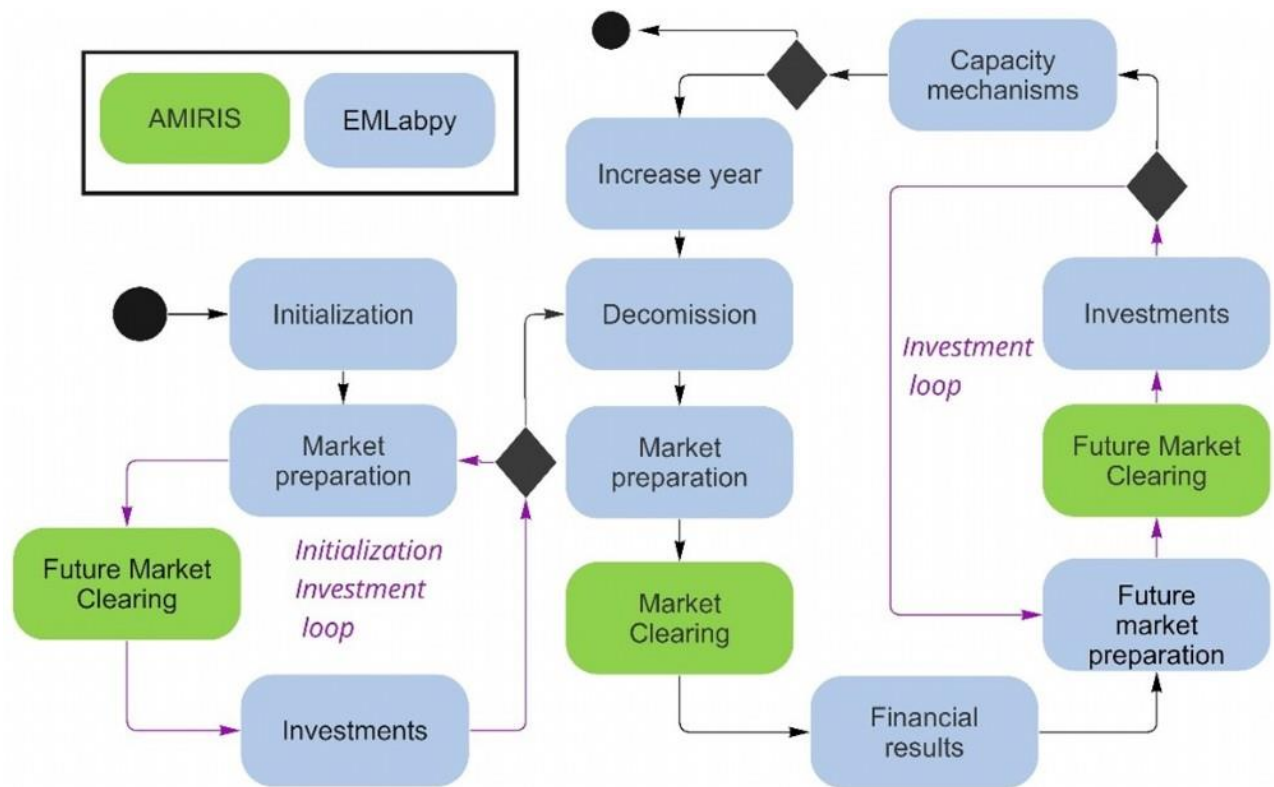 AMIRIS
EMLabpy
Capacity
mechanisms
Increase year
Initialization
Decomission
Investments
Investment
loop
Market
preparation
Market
preparation
Future Market
Clearing
Future Market
Clearing
Initialization
Investment
loop
Market
Clearing
Future
market
preparation
Investments
Financial
results